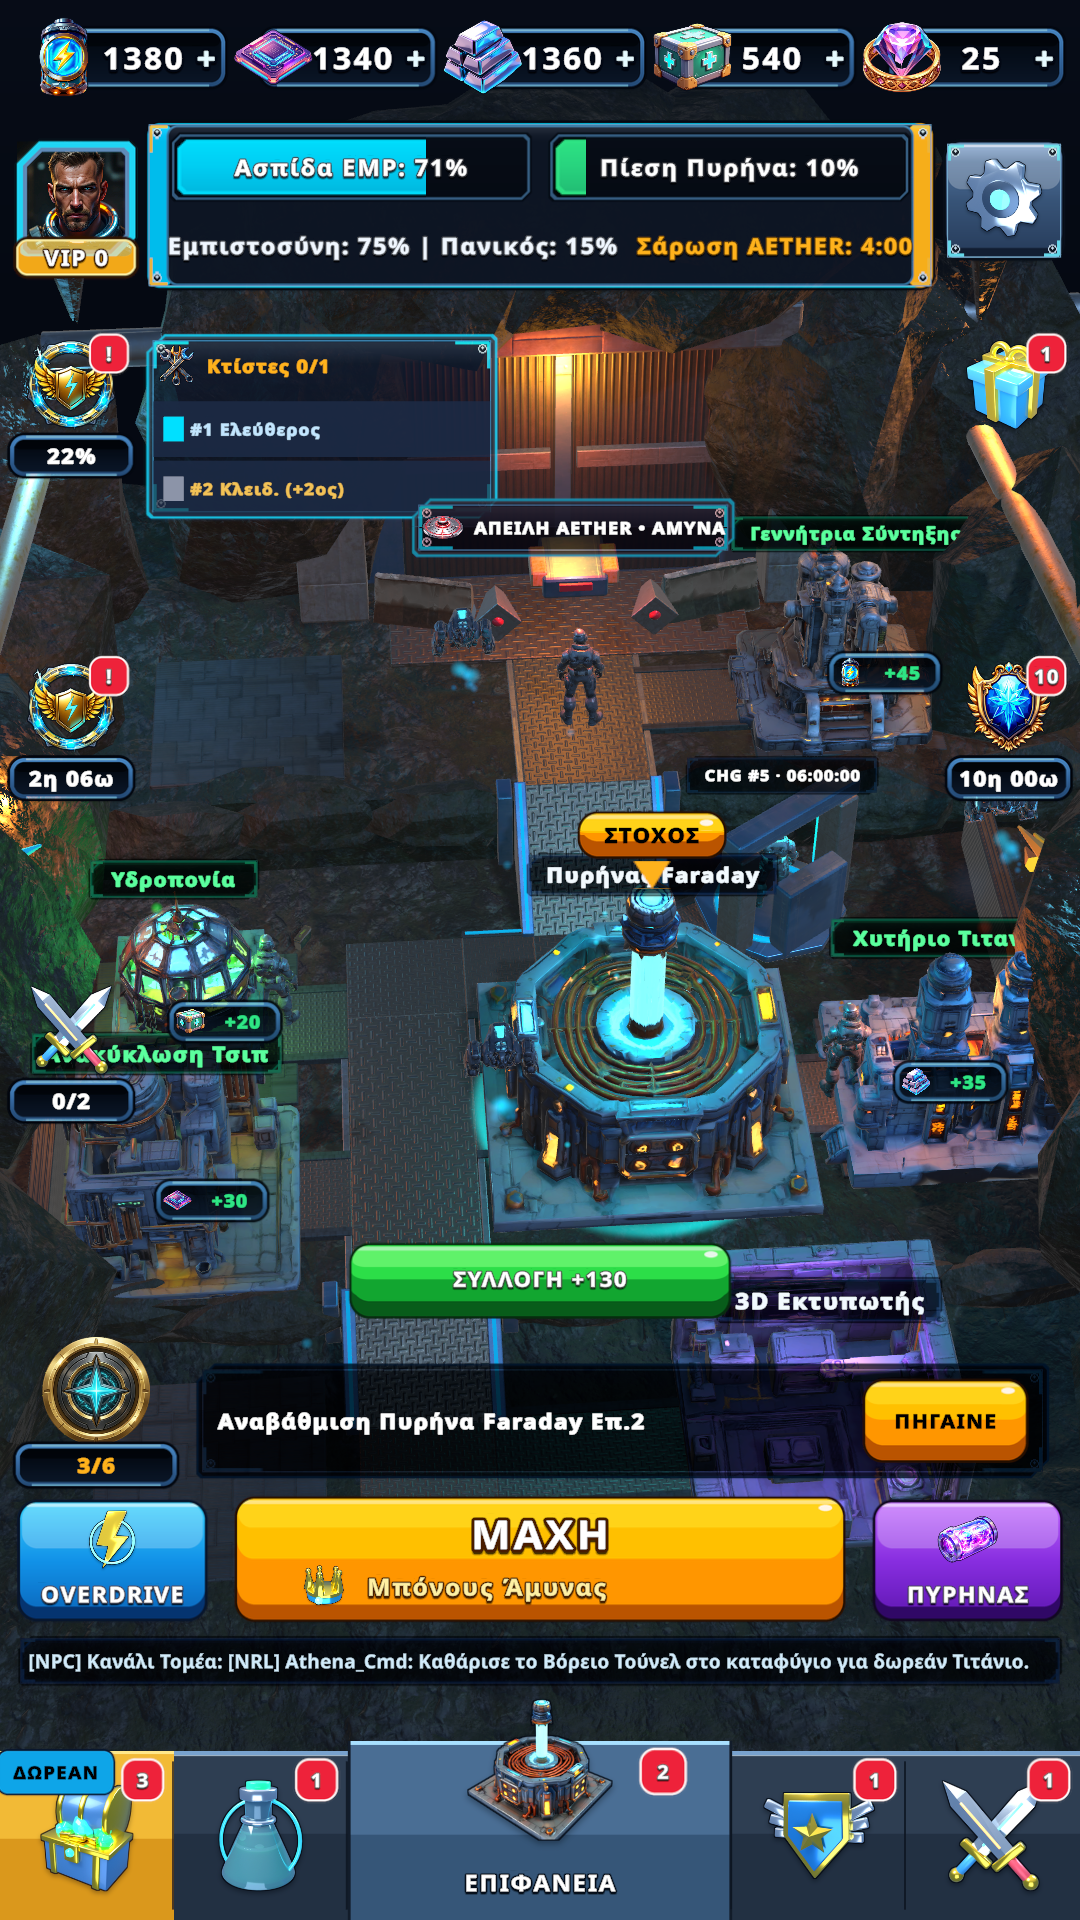 1380 +
1340 +
1360 +
540 +
25 +
Ασπίδα EMP: 71%
Πίεση Πυρήνα: 10%
VIP 0
Εμπιστοσύνη: 75% | Πανικός: 15%
Σάρωση AETHER: 4:00
!
22%
Κτίστες 0/1
#1 Ελεύθερος
#2 Κλειδ. (+2ος)
1
ΑΠΕΙΛΗ AETHER • ΑΜΥΝΑ
Γεννήτρια Σύντηξης
+45
!
2η 06ω
10
10η 00ω
CHG #5 · 06:00:00
ΣΤΟΧΟΣ
Πυρήνας Faraday
Υδροπονία
Χυτήριο Τιταν
+20
Ανακύκλωση Τσιπ
0/2
+35
+30
ΣΥΛΛΟΓΗ +130
3D Εκτυπωτής
Αναβάθμιση Πυρήνα Faraday Επ.2
ΠΗΓΑΙΝΕ
3/6
OVERDRIVE
ΜΑΧΗ
Μπόνους Άμυνας
ΠΥΡΗΝΑΣ
[NPC] Κανάλι Τομέα: [NRL] Athena_Cmd: Καθάρισε το Βόρειο Τούνελ στο καταφύγιο για δωρεάν Τιτάνιο.
ΔΩΡΕΑΝ
3
1
2
1
1
ΕΠΙΦΑΝΕΙΑ